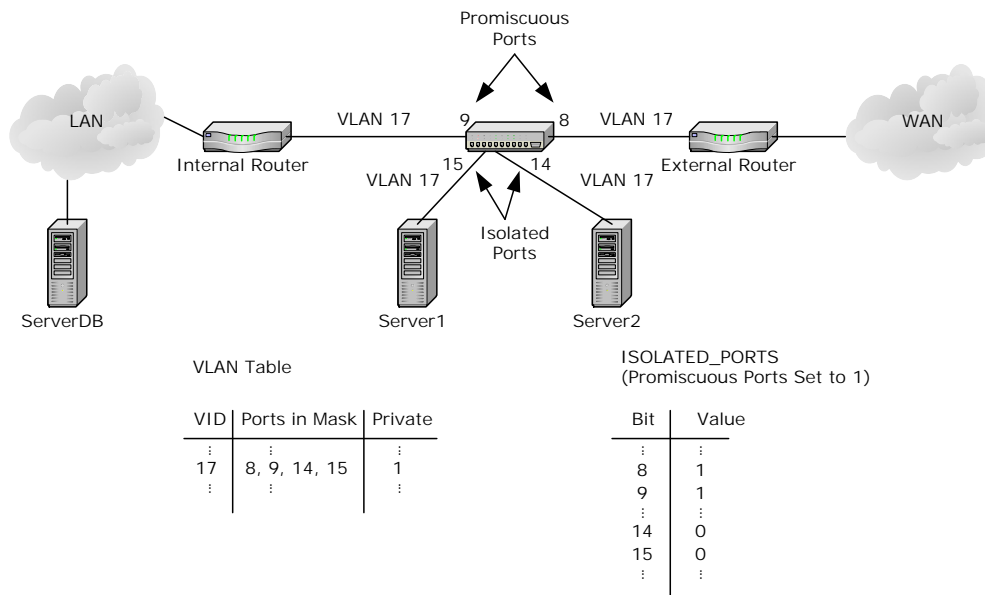 Promiscuous
Ports
LAN
VLAN 17
9
8
VLAN 17
WAN
Internal Router
External Router
15
14
VLAN 17
VLAN 17
Isolated
Ports
ServerDB
Server1
Server2
VLAN Table
VID Ports in Mask Private
⋮ ⋮ ⋮
17 8, 9, 14, 15 1
⋮ ⋮ ⋮
ISOLATED_PORTS
(Promiscuous Ports Set to 1)
Bit Value
⋮ ⋮
8 1
9 1
⋮ ⋮
14 0
15 0
⋮ ⋮